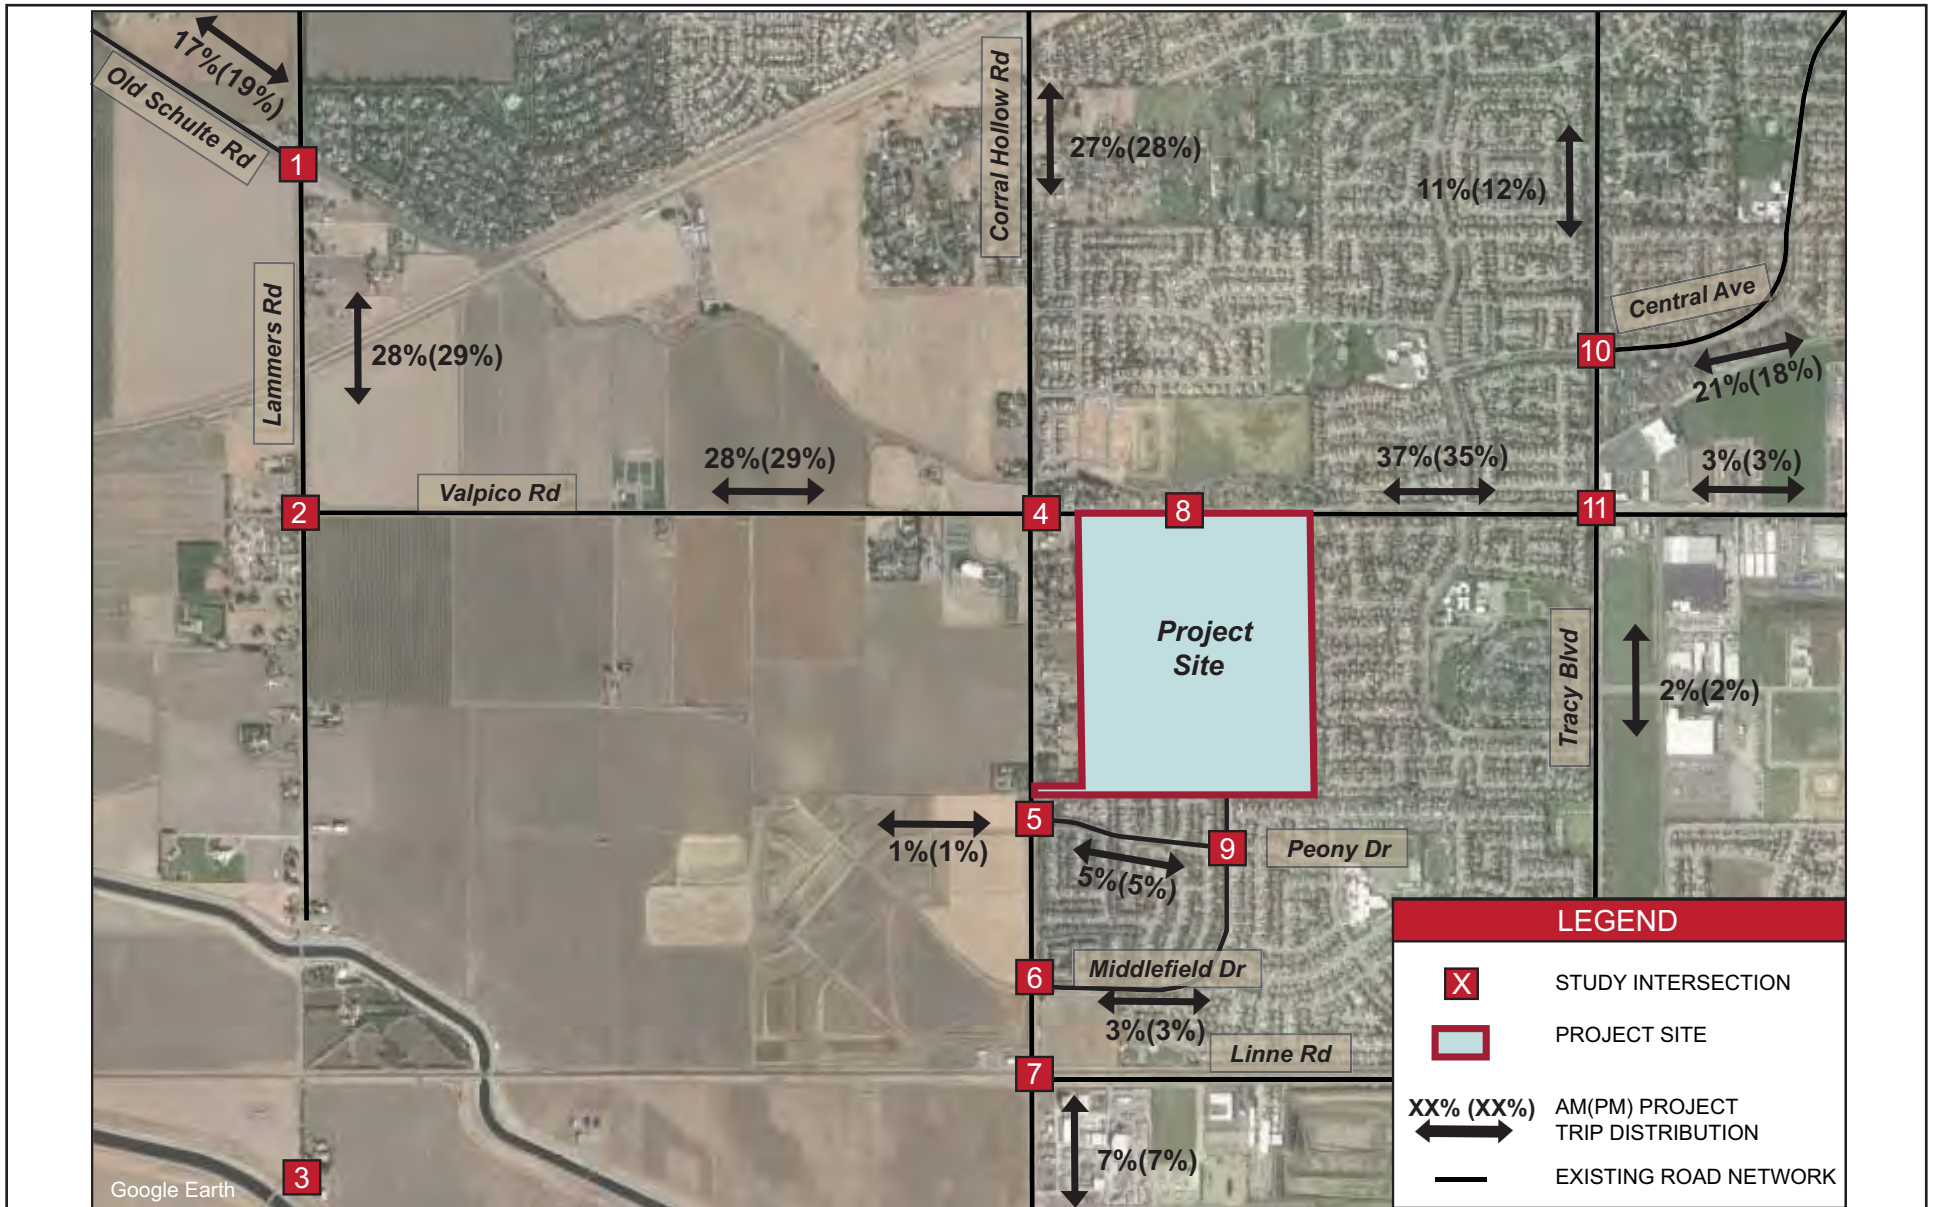 17%(19%)
Old Schulte Rd
1
Corral Hollow Rd
27%(28%)
11%(12%)
Central Ave
10
21%(18%)
Lammers Rd
28%(29%)
28%(29%)
37%(35%)
3%(3%)
Valpico Rd
2
4
8
11
Project
Site
Tracy Blvd
2%(2%)
5
1%(1%)
9
Peony Dr
5%(5%)
6
Middlefield Dr
3%(3%)
Linne Rd
7
7%(7%)
3
Google Earth
LEGEND
X STUDY INTERSECTION
PROJECT SITE
XX% (XX%) AM(PM) PROJECT
TRIP DISTRIBUTION
EXISTING ROAD NETWORK